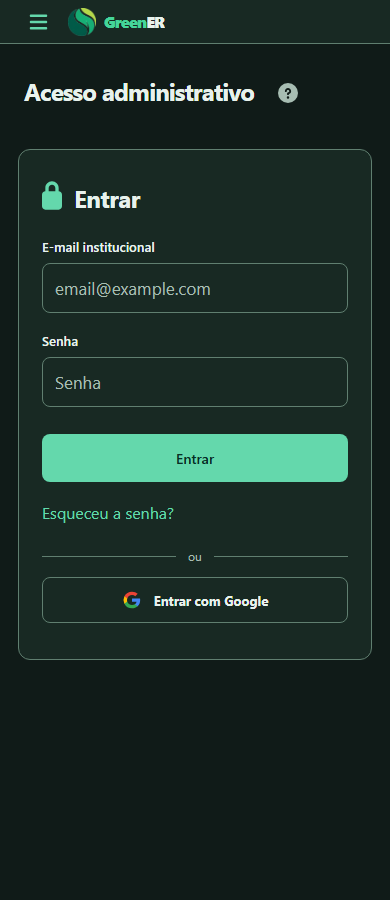 GreenER
Acesso administrativo ?
Entrar
E-mail institucional
email@example.com
Senha
Senha
Entrar
Esqueceu a senha?
ou
Entrar com Google